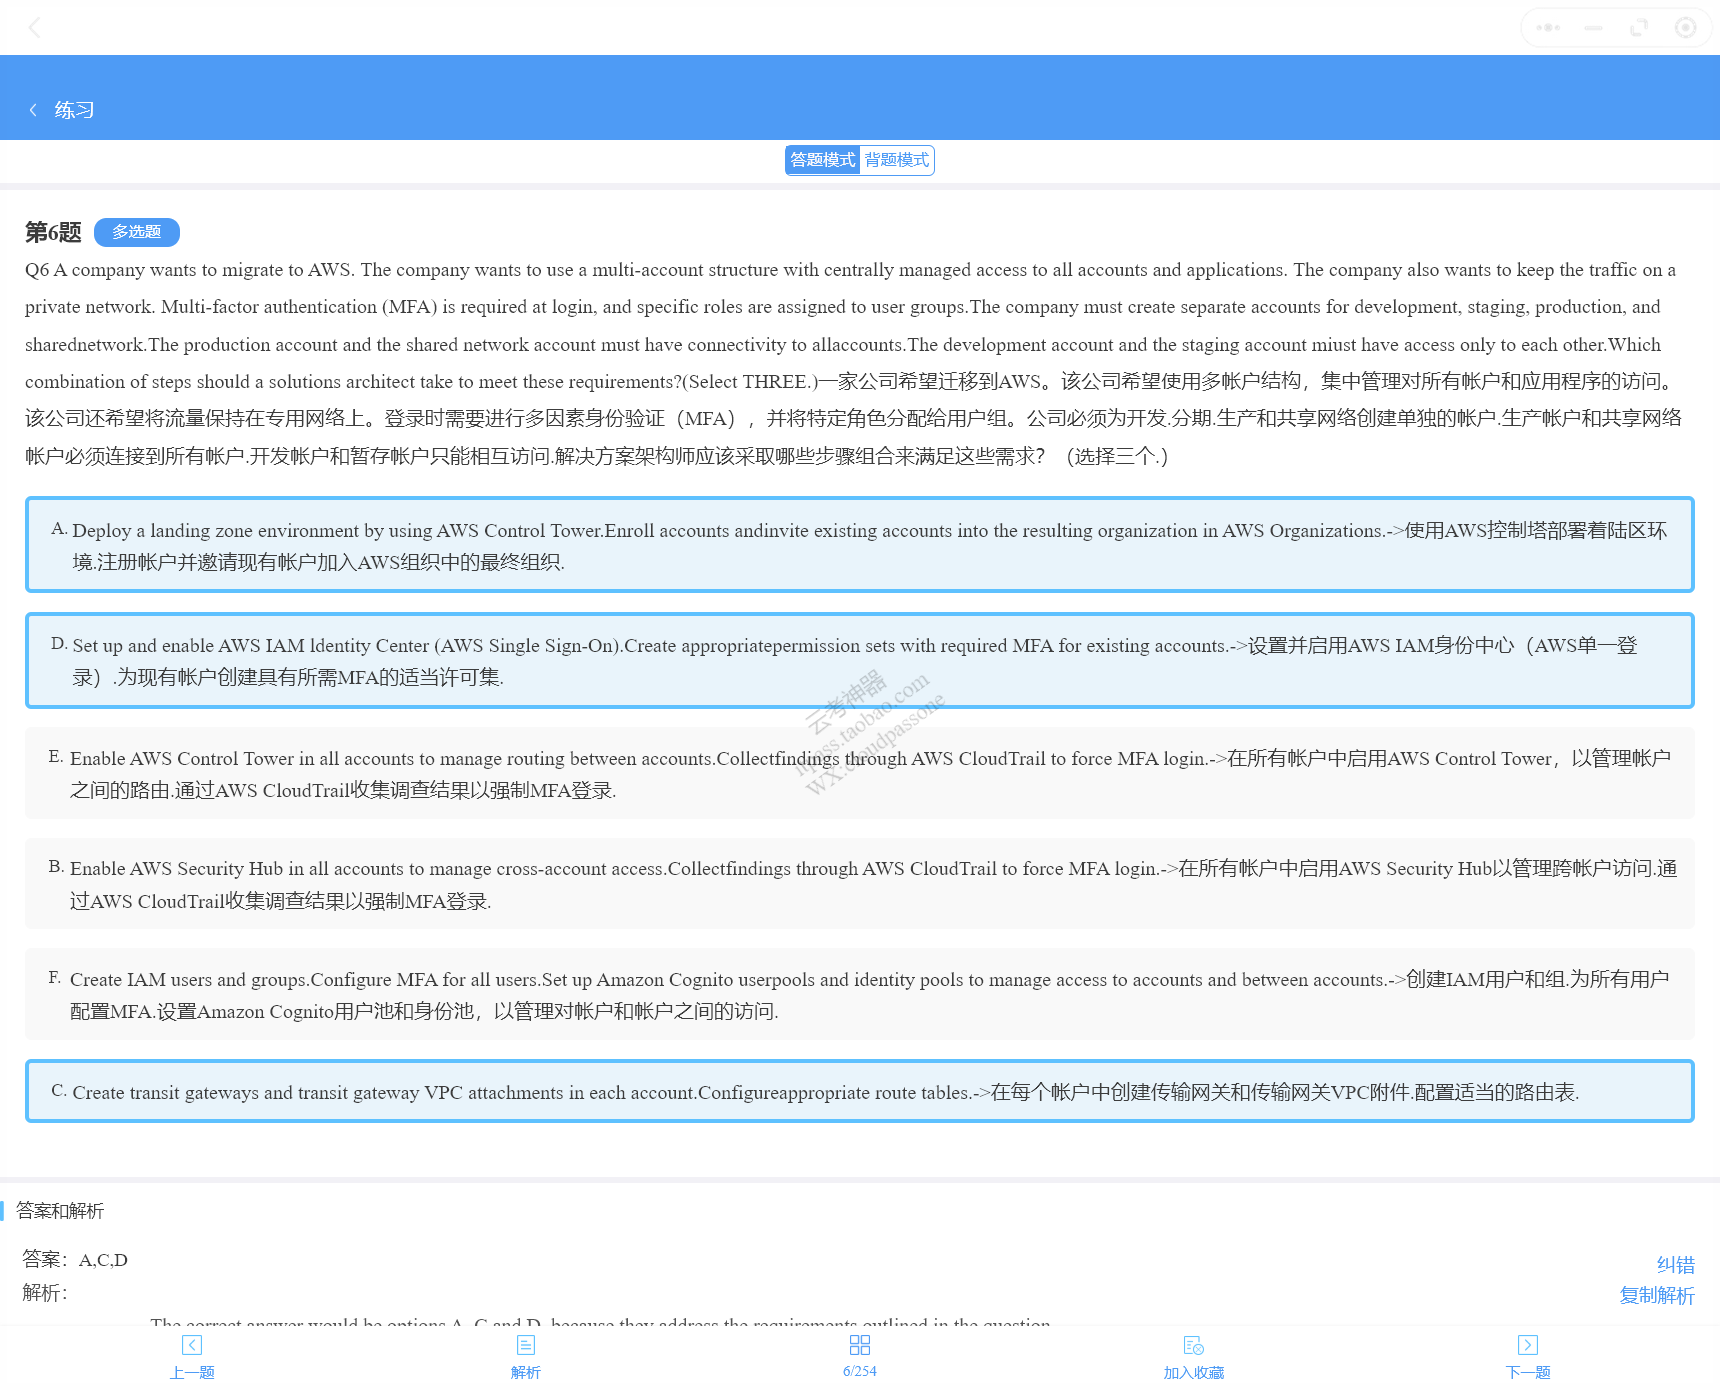 练习
答题模式 背题模式
第6题 多选题
Q6 A company wants to migrate to AWS. The company wants to use a multi-account structure with centrally managed access to all accounts and applications. The company also wants to keep the traffic on a
private network. Multi-factor authentication (MFA) is required at login, and specific roles are assigned to user groups.The company must create separate accounts for development, staging, production, and
sharednetwork.The production account and the shared network account must have connectivity to allaccounts.The development account and the staging account miust have access only to each other.Which
combination of steps should a solutions architect take to meet these requirements?(Select THREE.)一家公司希望迁移到AWS。该公司希望使用多帐户结构，集中管理对所有帐户和应用程序的访问。
该公司还希望将流量保持在专用网络上。登录时需要进行多因素身份验证（MFA），并将特定角色分配给用户组。公司必须为开发.分期.生产和共享网络创建单独的帐户.生产帐户和共享网络
帐户必须连接到所有帐户.开发帐户和暂存帐户只能相互访问.解决方案架构师应该采取哪些步骤组合来满足这些需求？（选择三个.）
A. Deploy a landing zone environment by using AWS Control Tower.Enroll accounts andinvite existing accounts into the resulting organization in AWS Organizations.->使用AWS控制塔部署着陆区环
境.注册帐户并邀请现有帐户加入AWS组织中的最终组织.
D. Set up and enable AWS IAM ldentity Center (AWS Single Sign-On).Create appropriatepermission sets with required MFA for existing accounts.->设置并启用AWS IAM身份中心（AWS单一登
录）.为现有帐户创建具有所需MFA的适当许可集.
E. Enable AWS Control Tower in all accounts to manage routing between accounts.Collectfindings through AWS CloudTrail to force MFA login.->在所有帐户中启用AWS Control Tower，以管理帐户
之间的路由.通过AWS CloudTrail收集调查结果以强制MFA登录.
B. Enable AWS Security Hub in all accounts to manage cross-account access.Collectfindings through AWS CloudTrail to force MFA login.->在所有帐户中启用AWS Security Hub以管理跨帐户访问.通
过AWS CloudTrail收集调查结果以强制MFA登录.
F. Create IAM users and groups.Configure MFA for all users.Set up Amazon Cognito userpools and identity pools to manage access to accounts and between accounts.->创建IAM用户和组.为所有用户
配置MFA.设置Amazon Cognito用户池和身份池，以管理对帐户和帐户之间的访问.
C. Create transit gateways and transit gateway VPC attachments in each account.Configureappropriate route tables.->在每个帐户中创建传输网关和传输网关VPC附件.配置适当的路由表.
云考神器
WX:cloudpassone
答案和解析
答案：A,C,D
纠错
解析：
复制解析
The correct answer would be options A, C and D, because they address the requirements outlined in the question.
上一题 解析 6/254 加入收藏 下一题